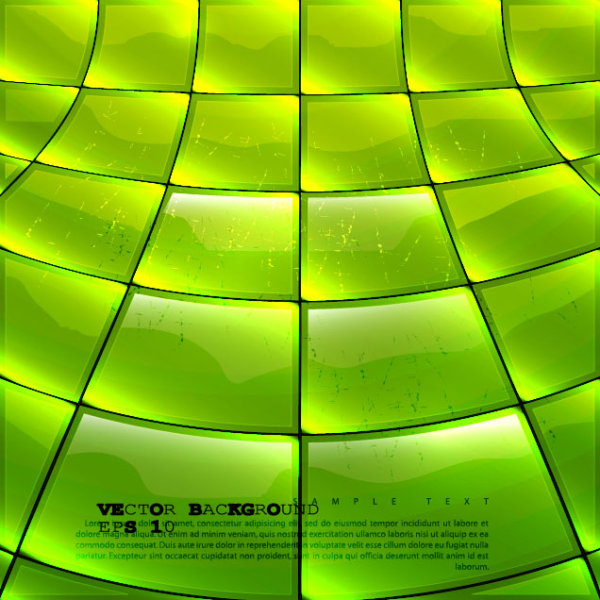 SAMPLE TEXT
VECTOR BACKGROUND
EPS 10
Lorem ipsum dolor sit amet, consectetur adipisicing elit, sed do eiusmod tempor incididunt ut labore et
dolore magna aliqua. Ut enim ad minim veniam, quis nostrud exercitation ullamco laboris nisi ut aliquip ex ea
commodo consequat. Duis aute irure dolor in reprehenderit in voluptate velit esse cillum dolore eu fugiat nulla
pariatur. Excepteur sint occaecat cupidatat non proident, sunt in culpa qui officia deserunt mollit anim id est
laborum.